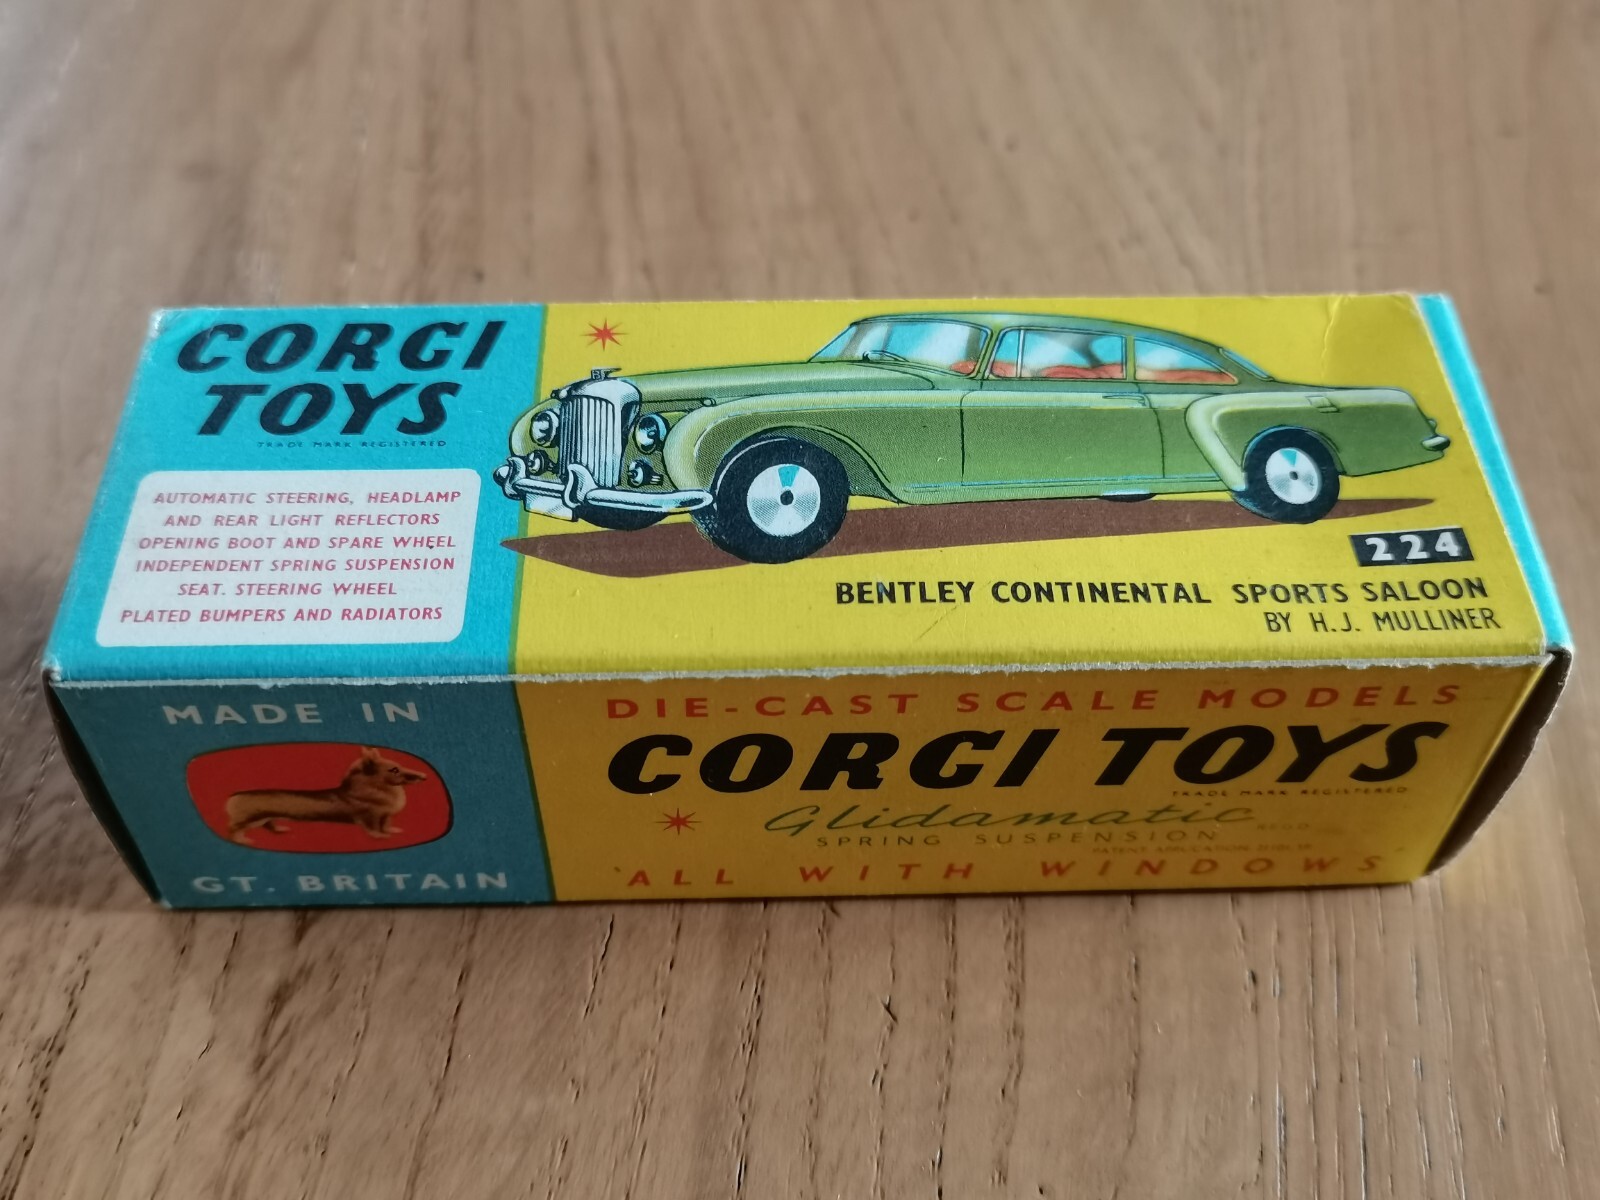 CORGI
TOYS
TRADE MARK REGISTERED
AUTOMATIC STEERING, HEADLAMP
AND REAR LIGHT REFLECTORS
OPENING BOOT AND SPARE WHEEL
INDEPENDENT SPRING SUSPENSION
SEAT. STEERING WHEEL
PLATED BUMPERS AND RADIATORS
B
224
BENTLEY CONTINENTAL SPORTS SALOON
BY H.J. MULLINER
MADE IN
GT. BRITAIN
DIE-CAST SCALE MODELS
CORGI TOYS
TRADE MARK REGISTERED
Glidamatic
SPRING SUSPENSION
PATENT APPLICATION
'ALL WITH WINDOWS